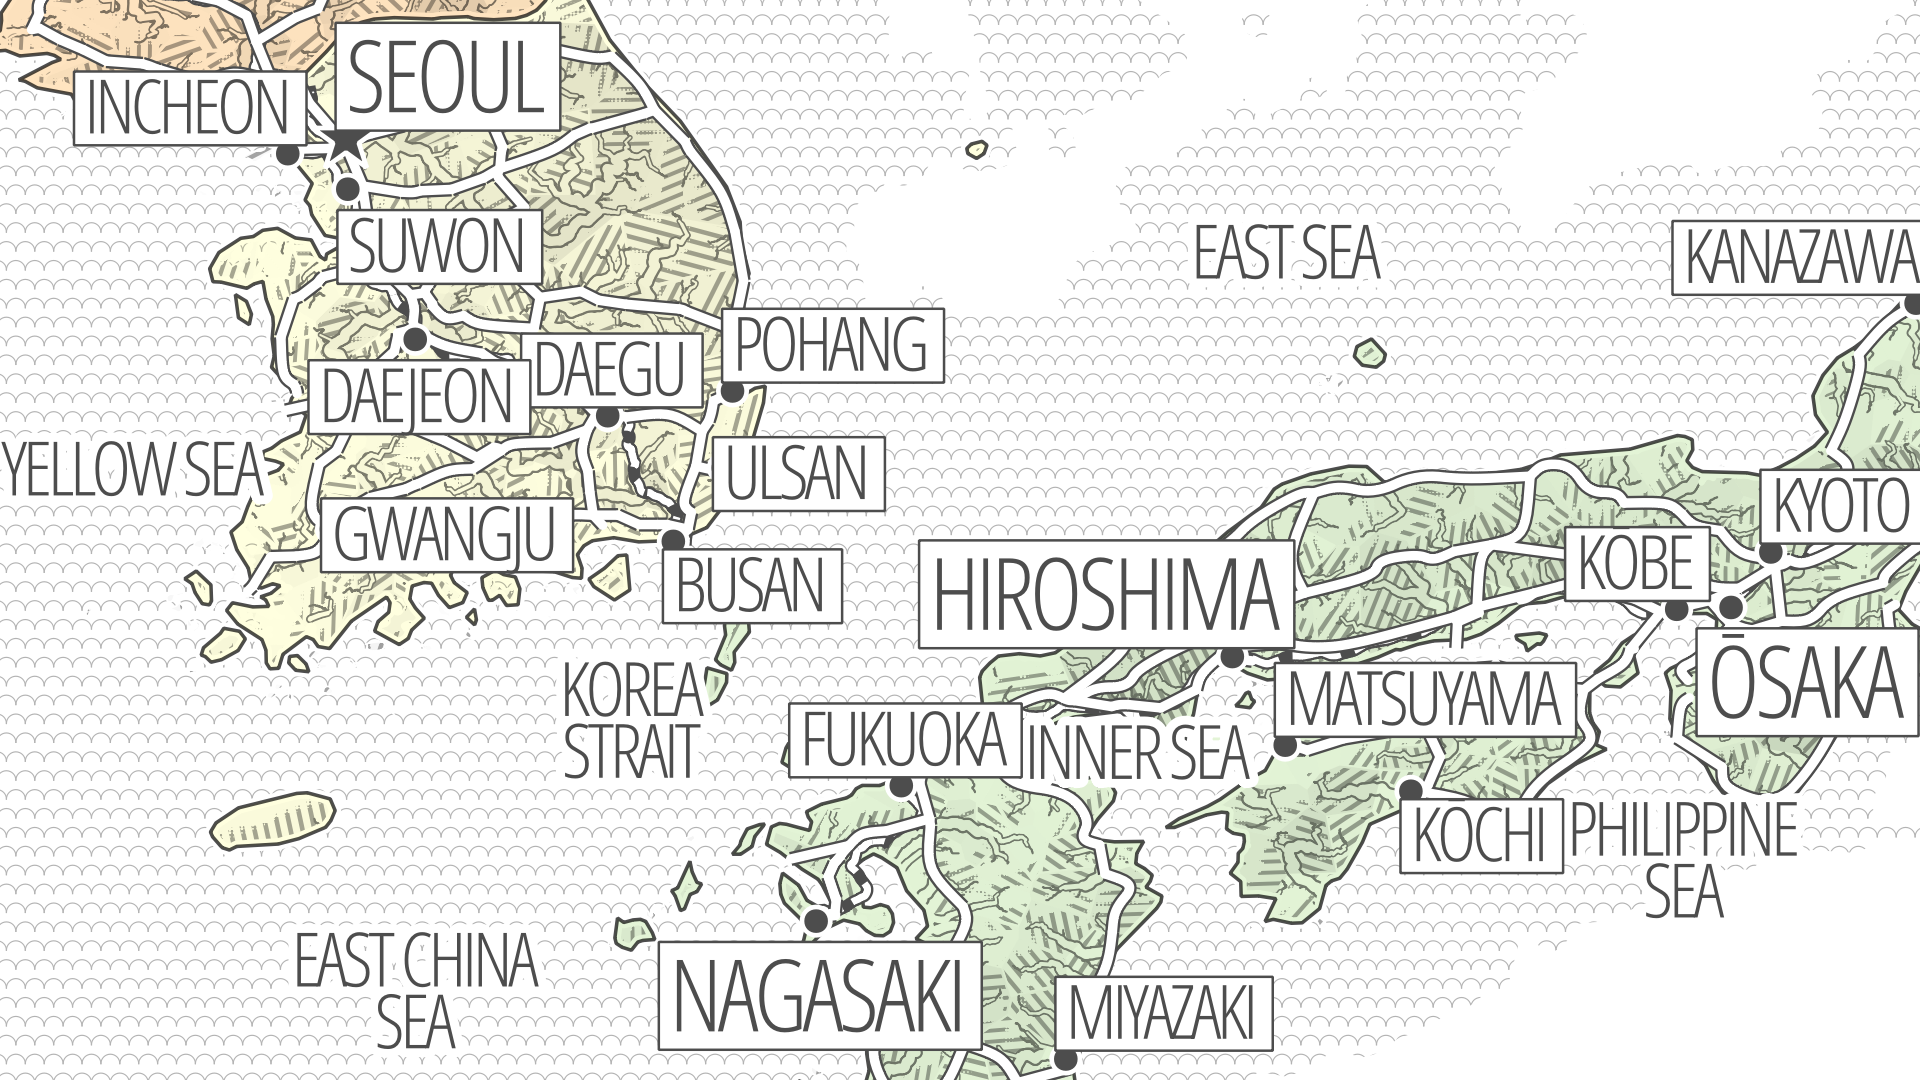 SEOUL
INCHEON
SUWON
EAST SEA
KANAZAWA
POHANG
DAEGU
DAEJEON
YELLOW SEA
ULSAN
GWANGJU
KYOTO
KOBE
BUSAN
HIROSHIMA
KOREA
STRAIT
ŌSAKA
MATSUYAMA
FUKUOKA
INNER SEA
KOCHI
PHILIPPINE
SEA
EAST CHINA
SEA
NAGASAKI
MIYAZAKI